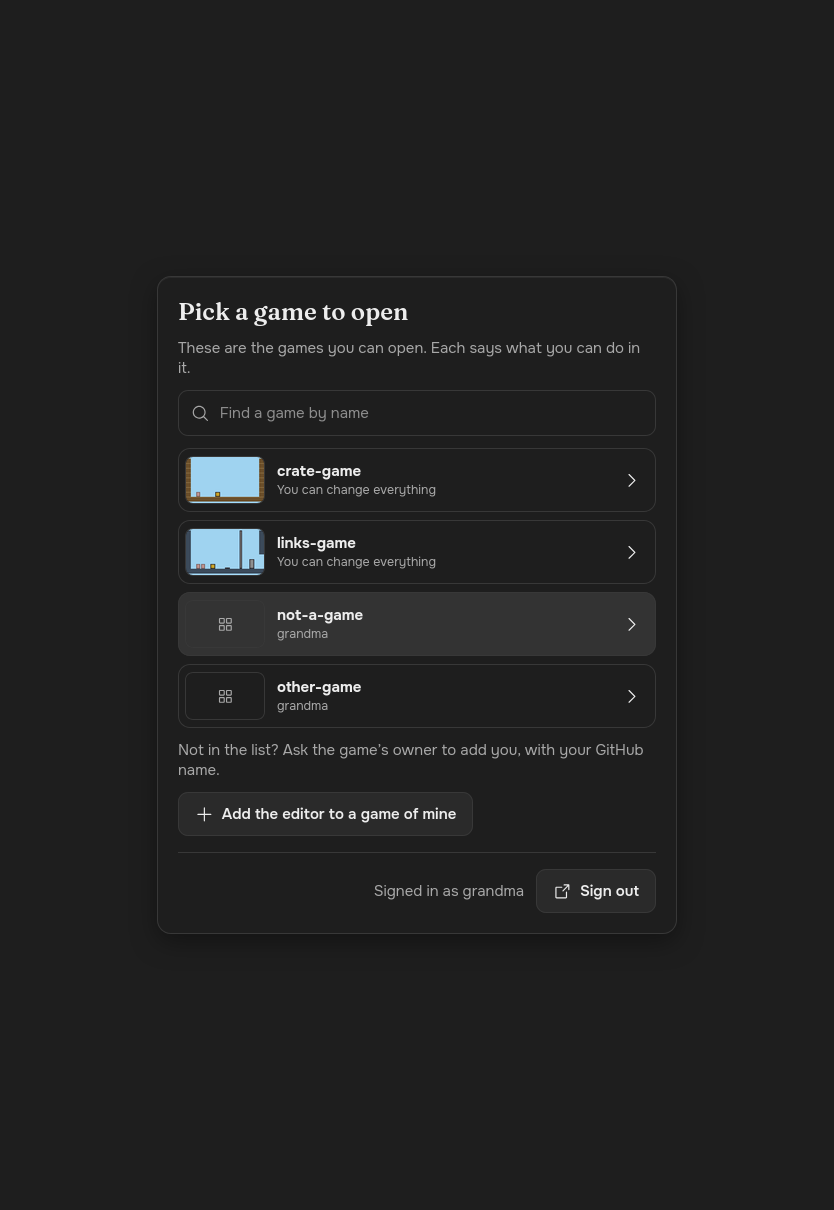 Pick a game to open
These are the games you can open. Each says what you can do in
it.
Find a game by name
crate-game
You can change everything
links-game
You can change everything
not-a-game
grandma
other-game
grandma
Not in the list? Ask the game’s owner to add you, with your GitHub
name.
Add the editor to a game of mine
Signed in as grandma
Sign out